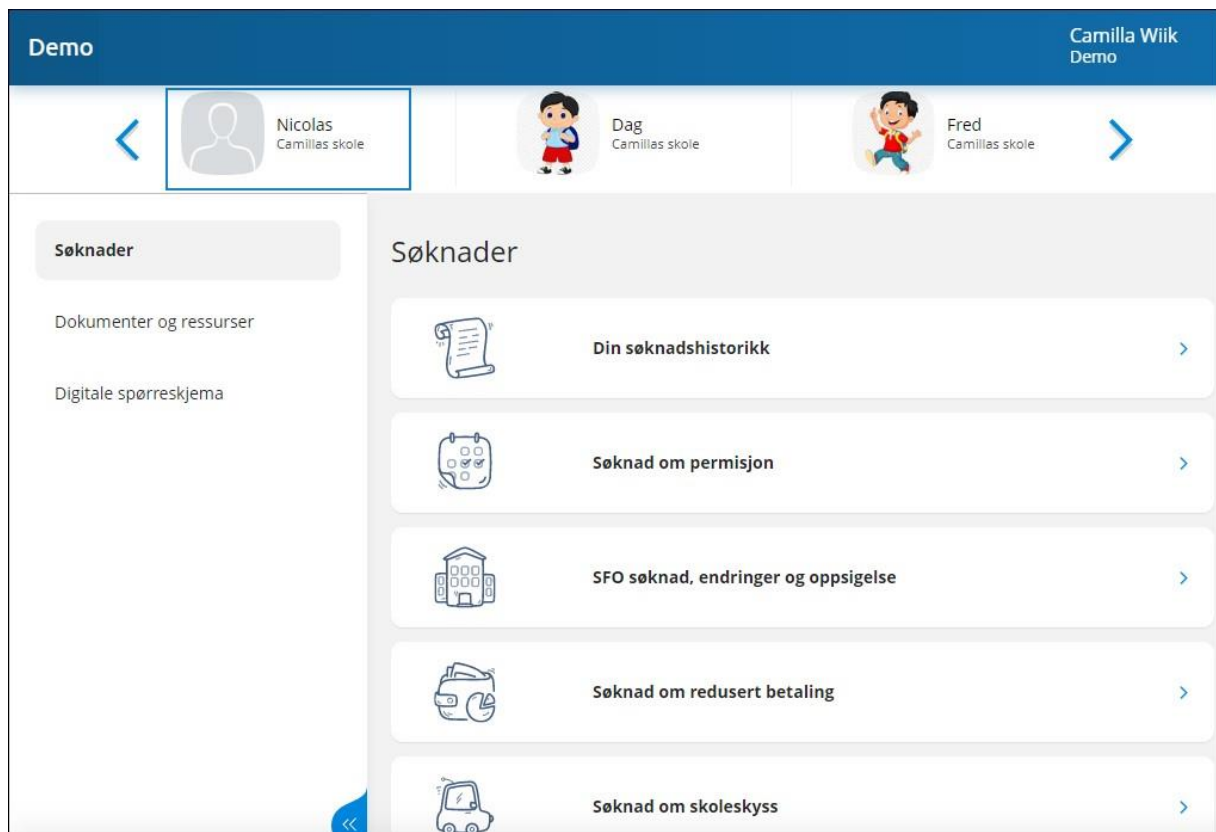 Demo
Camilla Wiik
Demo
Nicolas
Camillas skole
Dag
Camillas skole
Fred
Camillas skole
Søknader
Dokumenter og ressurser
Digitale spørreskjema
Søknader
Din søknadshistorikk
Søknad om permisjon
SFO søknad, endringer og oppsigelse
Søknad om redusert betaling
Søknad om skoleskyss